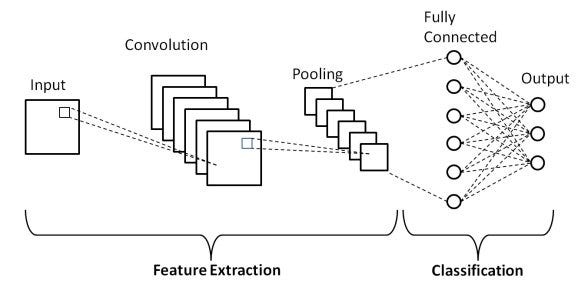 Fully
Connected
Convolution
Pooling
Input
Output
Feature Extraction
Classification